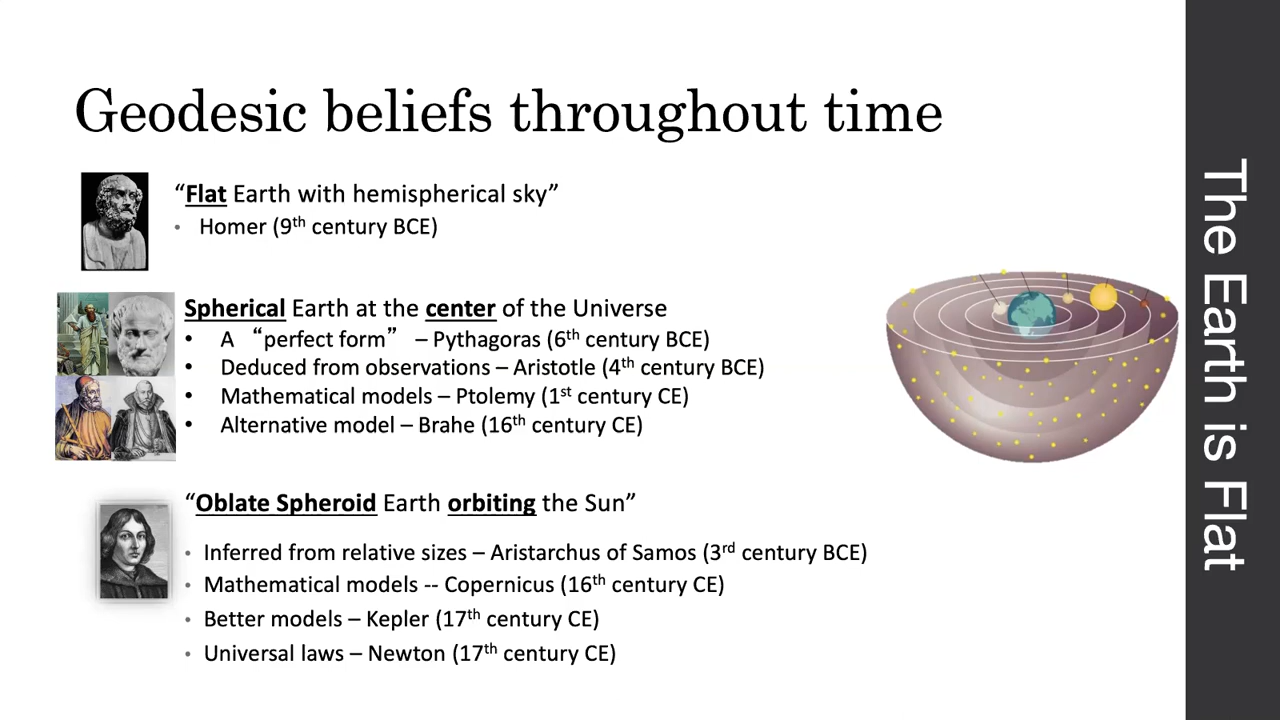 Geodesic beliefs throughout time
“Flat Earth with hemispherical sky”
• Homer (9th century BCE)
Spherical Earth at the center of the Universe
• A “perfect form” – Pythagoras (6th century BCE)
• Deduced from observations – Aristotle (4th century BCE)
• Mathematical models – Ptolemy (1st century CE)
• Alternative model – Brahe (16th century CE)
“Oblate Spheroid Earth orbiting the Sun”
• Inferred from relative sizes – Aristarchus of Samos (3rd century BCE)
• Mathematical models -- Copernicus (16th century CE)
• Better models – Kepler (17th century CE)
• Universal laws – Newton (17th century CE)
The Earth is Flat